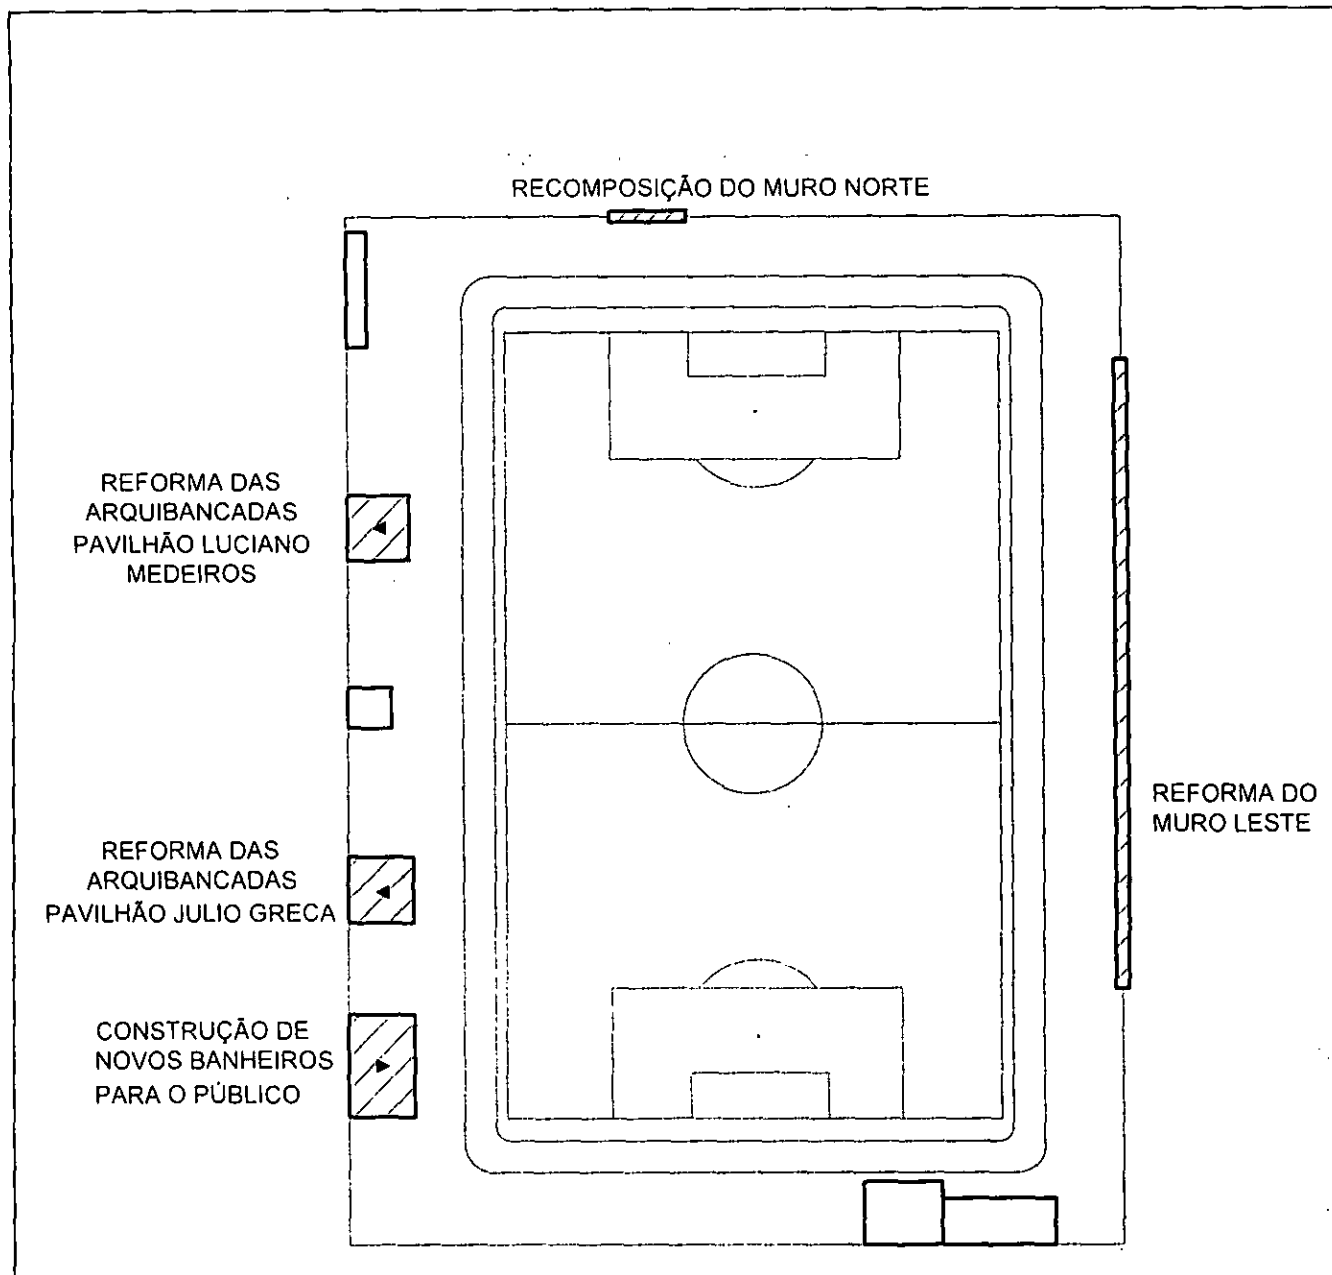 RECOMPOSIÇÃO DO MURO NORTE
REFORMA DAS
ARQUIBANCADAS
PAVILHÃO LUCIANO
MEDEIROS
REFORMA DO
MURO LESTE
REFORMA DAS
ARQUIBANCADAS
PAVILHÃO JULIO GRECA
CONSTRUÇÃO DE
NOVOS BANHEIROS
PARA O PÚBLICO